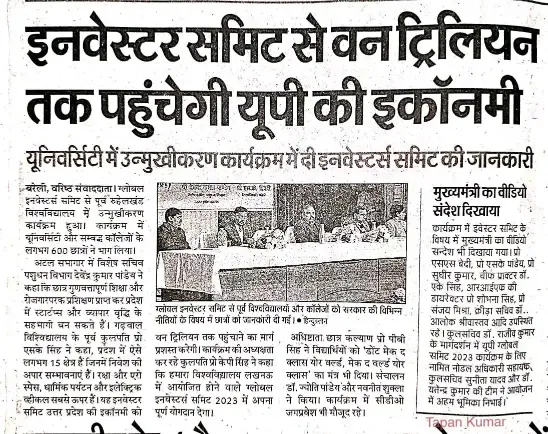 इनवेस्टर समिट से वन ट्रिलियन
तक पहुंचेगी यूपी की इकॉनमी
यूनिवर्सिटी में उन्मुखीकरण कार्यक्रम में दी इनवेस्टर्स समिट की जानकारी
बरेली, वरिष्ठ संवाददाता। ग्लोबल
इनवेस्टर्स समिट से पूर्व रुहेलखंड
विश्वविद्यालय में उन्मुखीकरण
कार्यक्रम हुआ। कार्यक्रम में
यूनिवर्सिटी और सम्बद्ध कॉलेजों के
लगभग 600 छात्रों ने भाग लिया।
अटल सभागार में विशेष सचिव
पशुधन विभाग देवेंद्र कुमार पांडेय ने
कहा कि छात्र गुणवत्तापूर्ण शिक्षा और
रोजगारपरक प्रशिक्षण प्राप्त कर प्रदेश
में स्टार्टप्स और व्यापार वृद्धि के
सहभागी बन सकते हैं। गढ़वाल
विश्विद्यालय के पूर्व कुलपति प्रो
एसके सिंह ने कहा, प्रदेश में ऐसे
लगभग 15 क्षेत्र हैं जिनमें निवेश की
अपार सम्भावनाएं हैं। रक्षा और एरो
स्पेस, धार्मिक पर्यटन और इलेक्ट्रिक
व्हीकल सबसे ऊपर हैं। यह इनवेस्टर
समिट उत्तर प्रदेश की इकॉनमी को
ग्लोबल इनवेस्टर समिट से पूर्व विश्वविद्यालयों और कॉलेजों को सरकार की विभिन्न
नीतियों के विषय में छात्रों को जानकारी दी गई। • हिन्दुस्तान
वन ट्रिलियन तक पहुंचाने का मार्ग
प्रशस्त करेगी। कार्यक्रम की अध्यक्षता
कर रहे कुलपति प्रो केपी सिंह ने कहा
कि हमारा विश्वविद्यालय लखनऊ
में आयोजित होने वाले ग्लोबल
इनवेस्टर समिट 2023 में अपना
पूर्ण योगदान देगा।
अधिष्ठाता छात्र कल्याण प्रो पीबी
सिंह ने विद्यार्थियों को 'डोंट मेक द
क्लास योर वर्ल्ड, मेक द वर्ल्ड योर
क्लास' का मंत्र भी दिया। संचालन
डॉ. ज्योति पांडेय और नवनीत शुक्ला
ने किया। कार्यक्रम में सीडीओ
जगप्रवेश भी मौजूद रहे।
मुख्यमंत्री का वीडियो
संदेश दिखाया
कार्यक्रम में इंवेस्टर समिट के
विषय में मुख्यमंत्री का वीडियो
सन्देश भी दिखाया गया। प्रो
एसएस बेदी, प्रो एसके पांडेय, प्रो
सुधीर कुमार, चीफ प्राक्टर डॉ.
एके सिंह, आरआईएफ की
डायरेक्टर प्रो शोभना सिंह, प्रो
संजय मिश्रा, क्रीड़ा सचिव डॉ.
आलोक श्रीवास्तव आदि उपस्थित
रहे। कुलसचिव डॉ. राजीव कुमार
के मार्गदर्शन में यूपी ग्लोबल
समिट 2023 कार्यक्रम के लिए
नामित नोडल अधिकारी सहायक
कुलसचिव सुनीता यादव और डॉ.
यतेन्द्र कुमार की टीम ने आयोजन
में अहम भूमिका निभाई।
Tapan Kumar